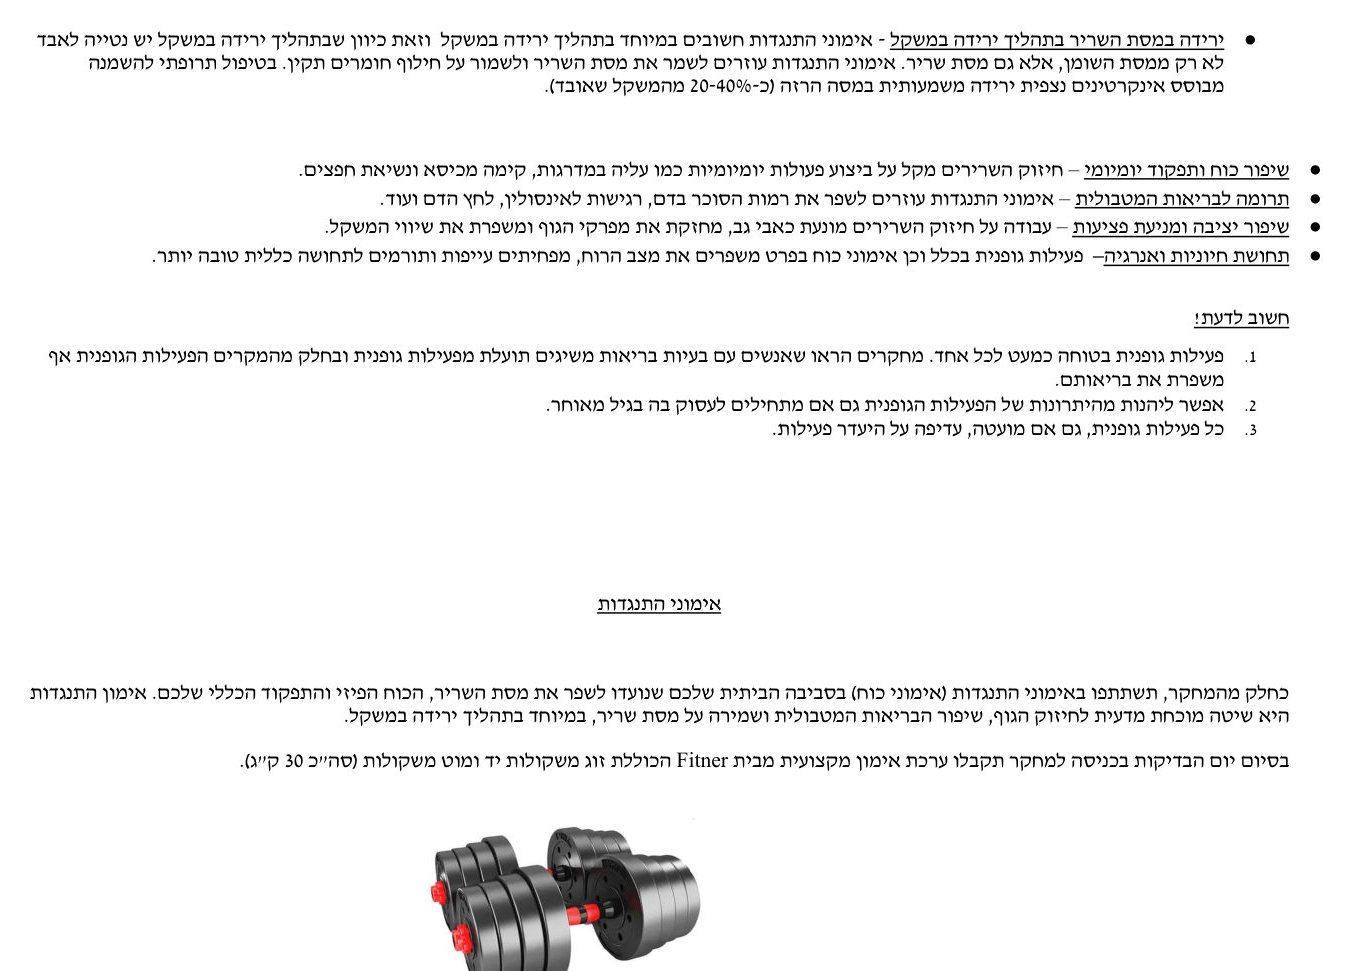 ● ירידה במסת השריר בתהליך ירידה במשקל - אימוני התנגדות חשובים במיוחד בתהליך ירידה במשקל וזאת כיוון שבתהליך ירידה במשקל יש נטייה לאבד
לא רק ממסת השומן, אלא גם מסת שריר. אימוני התנגדות עוזרים לשמר את מסת השריר ולשמור על חילוף חומרים תקין. בטיפול תרופתי להשמנה
מבוסס אינקרטינים נצפית ירידה משמעותית במסה הרזה (כ-20-40% מהמשקל שאובד).
● שיפור כוח ותפקוד יומיומי – חיזוק השרירים מקל על ביצוע פעולות יומיומיות כמו עליה במדרגות, קימה מכיסא ונשיאת חפצים.
● תרומה לבריאות המטבולית – אימוני התנגדות עוזרים לשפר את רמות הסוכר בדם, רגישות לאינסולין, לחץ הדם ועוד.
● שיפור יציבה ומניעת פציעות – עבודה על חיזוק השרירים מונעת כאבי גב, מחזקת את מפרקי הגוף ומשפרת את שיווי המשקל.
● תחושת חיוניות ואנרגיה– פעילות גופנית בכלל וכן אימוני כוח בפרט משפרים את מצב הרוח, מפחיתים עייפות ותורמים לתחושה כללית טובה יותר.
חשוב לדעת!
1. פעילות גופנית בטוחה כמעט לכל אחד. מחקרים הראו שאנשים עם בעיות בריאות משיגים תועלת מפעילות גופנית ובחלק מהמקרים הפעילות הגופנית אף
משפרת את בריאותם.
2. אפשר ליהנות מהיתרונות של הפעילות הגופנית גם אם מתחילים לעסוק בה בגיל מאוחר.
3. כל פעילות גופנית, גם אם מועטה, עדיפה על היעדר פעילות.
אימוני התנגדות
כחלק מהמחקר, תשתתפו באימוני התנגדות (אימוני כוח) בסביבה הביתית שלכם שנועדו לשפר את מסת השריר, הכוח הפיזי והתפקוד הכללי שלכם. אימון התנגדות
היא שיטה מוכחת מדעית לחיזוק הגוף, שיפור הבריאות המטבולית ושמירה על מסת שריר, במיוחד בתהליך ירידה במשקל.
בסיום יום הבדיקות בכניסה למחקר תקבלו ערכת אימון מקצועית מבית Fitner הכוללת זוג משקולות יד ומוט משקולות (סה״כ 30 ק״ג).